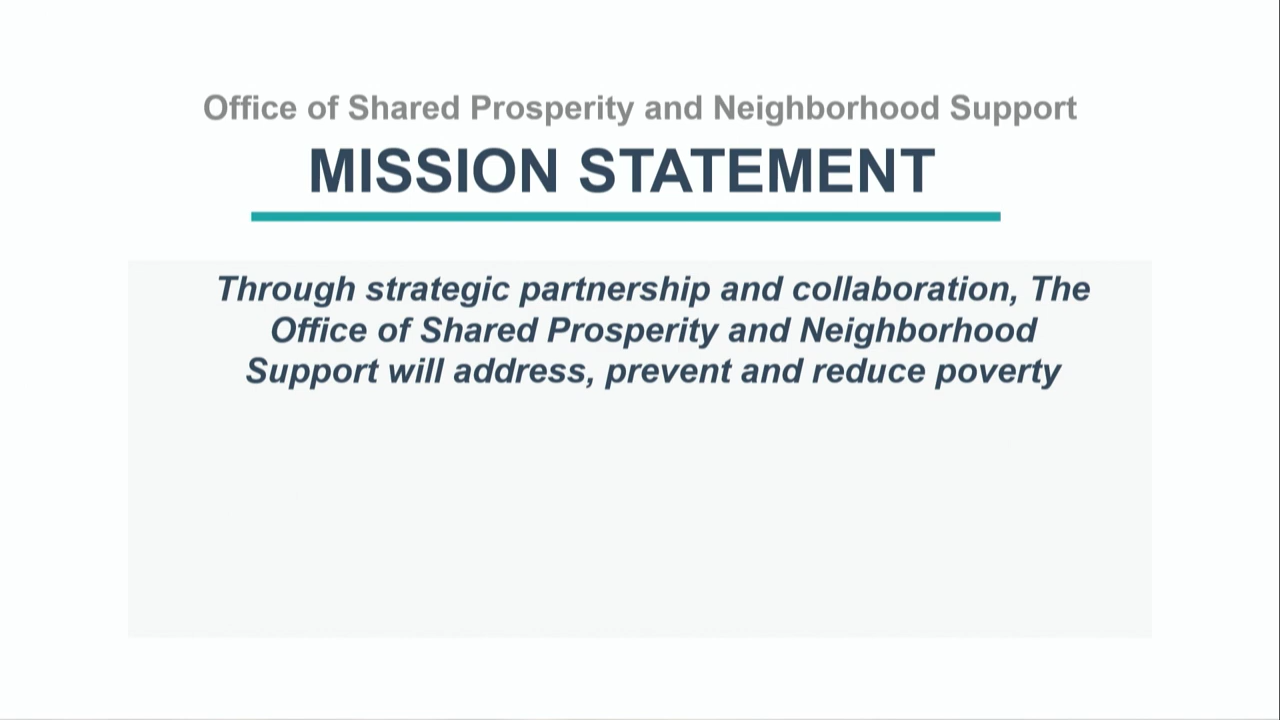 Office of Shared Prosperity and Neighborhood Support
MISSION STATEMENT
Through strategic partnership and collaboration, The
Office of Shared Prosperity and Neighborhood
Support will address, prevent and reduce poverty